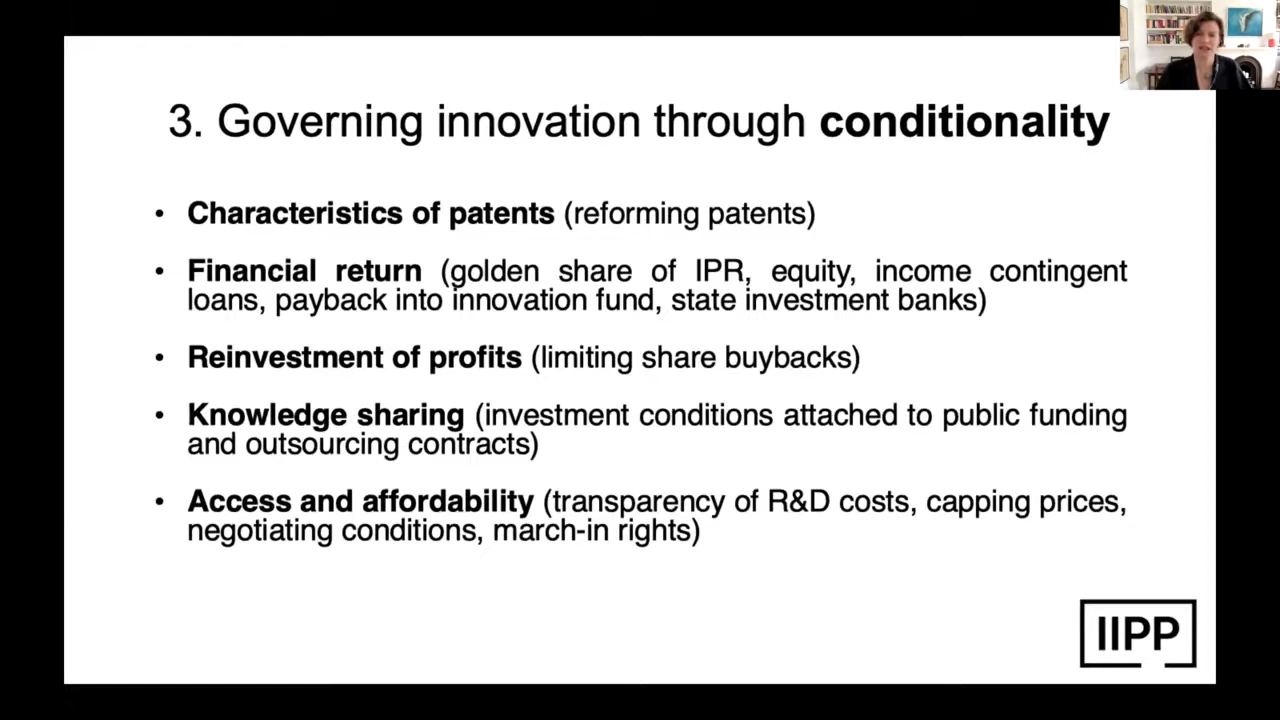 3. Governing innovation through conditionality
• Characteristics of patents (reforming patents)
• Financial return (golden share of IPR, equity, income contingent
loans, payback into innovation fund, state investment banks)
• Reinvestment of profits (limiting share buybacks)
• Knowledge sharing (investment conditions attached to public funding
and outsourcing contracts)
• Access and affordability (transparency of R&D costs, capping prices,
negotiating conditions, march-in rights)
IIPP